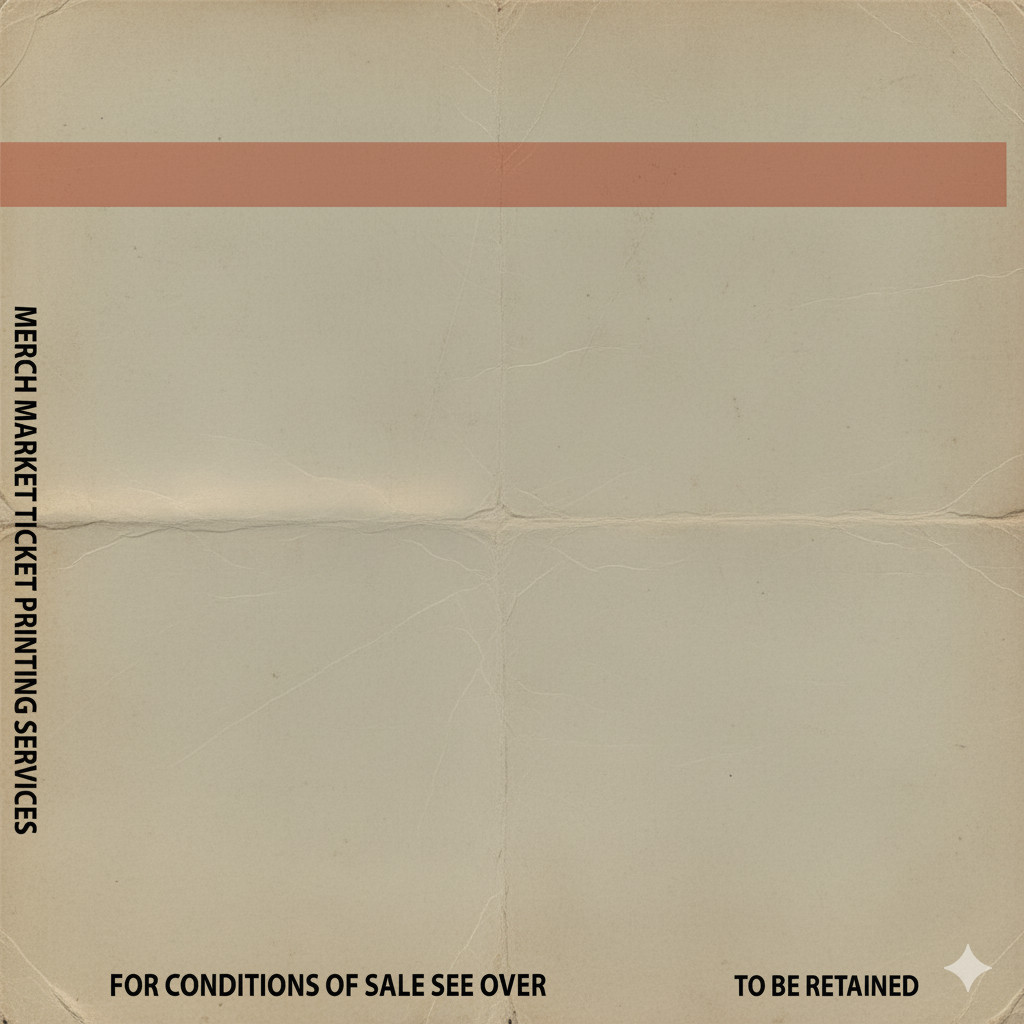 MERCH MARKET TICKET PRINTING SERVICES
FOR CONDITIONS OF SALE SEE OVER
TO BE RETAINED